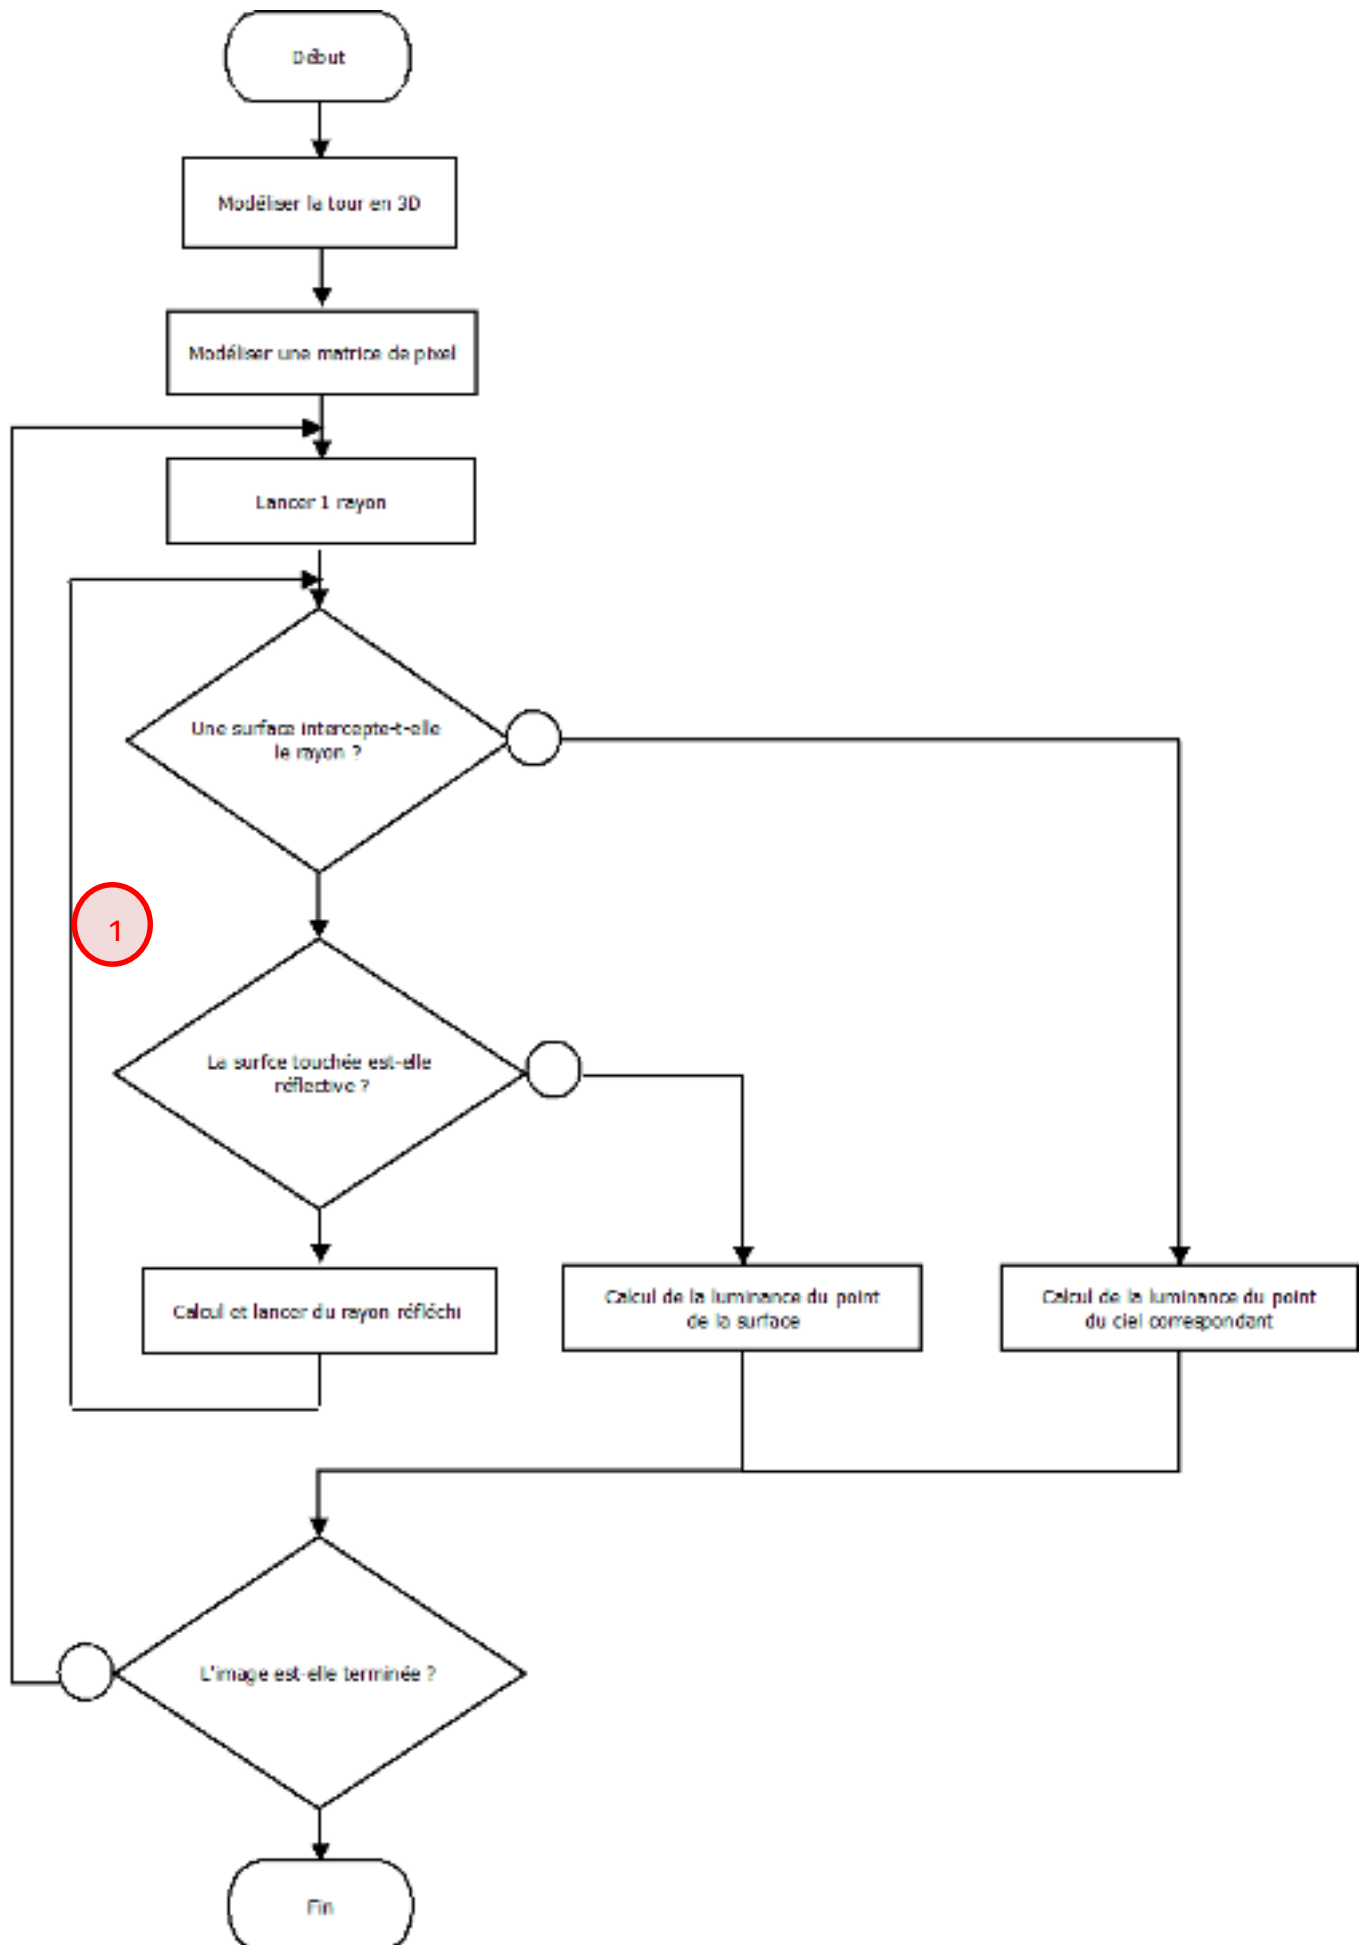 Début
Modéliser la tour en 3D
Modéliser une matrice de pixel
Lancer 1 rayon
Une surface intercepte-t-elle
le rayon ?
1
La surfce touchée est-elle
réflective ?
Calcul et lancer du rayon réfléchi
Calcul de la luminance du point
de la surface
Calcul de la luminance du point
du ciel correspondant
L'image est-elle terminée ?
Fin